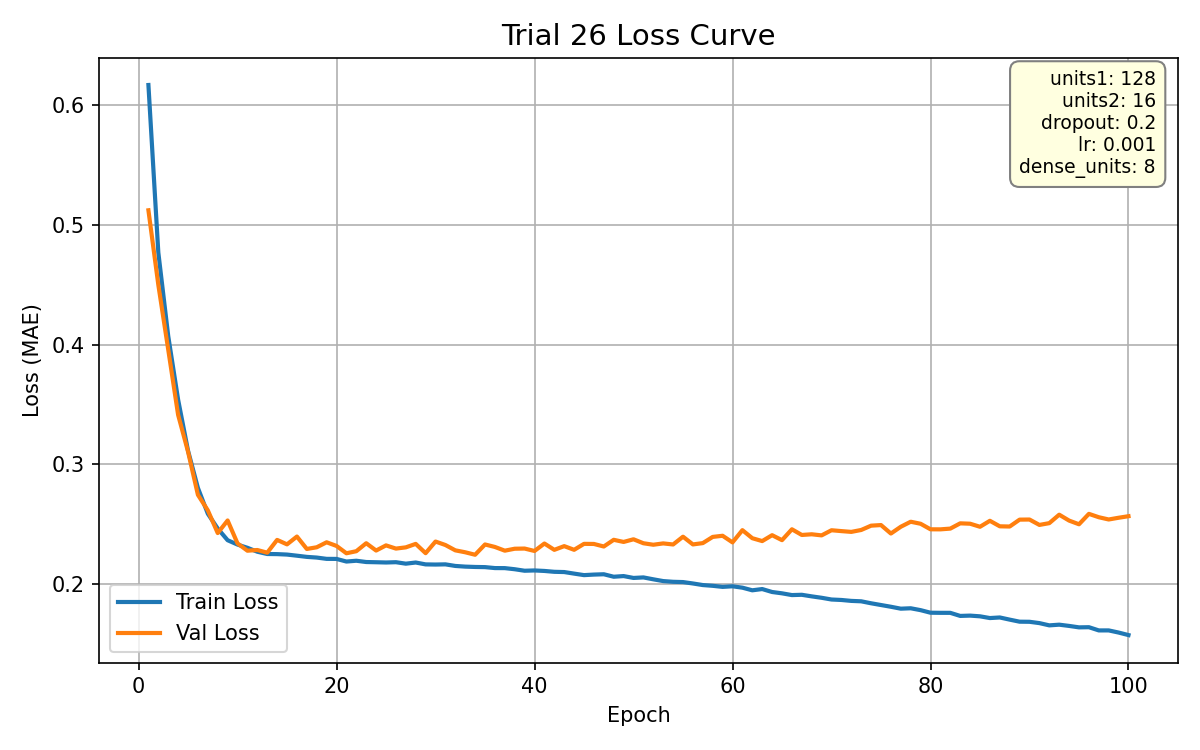 Trial 26 Loss Curve
units1: 128
units2: 16
dropout: 0.2
lr: 0.001
dense_units: 8
Loss (MAE)
0.6
0.5
0.4
0.3
0.2
Train Loss
Val Loss
0 20 40 60 80 100
Epoch